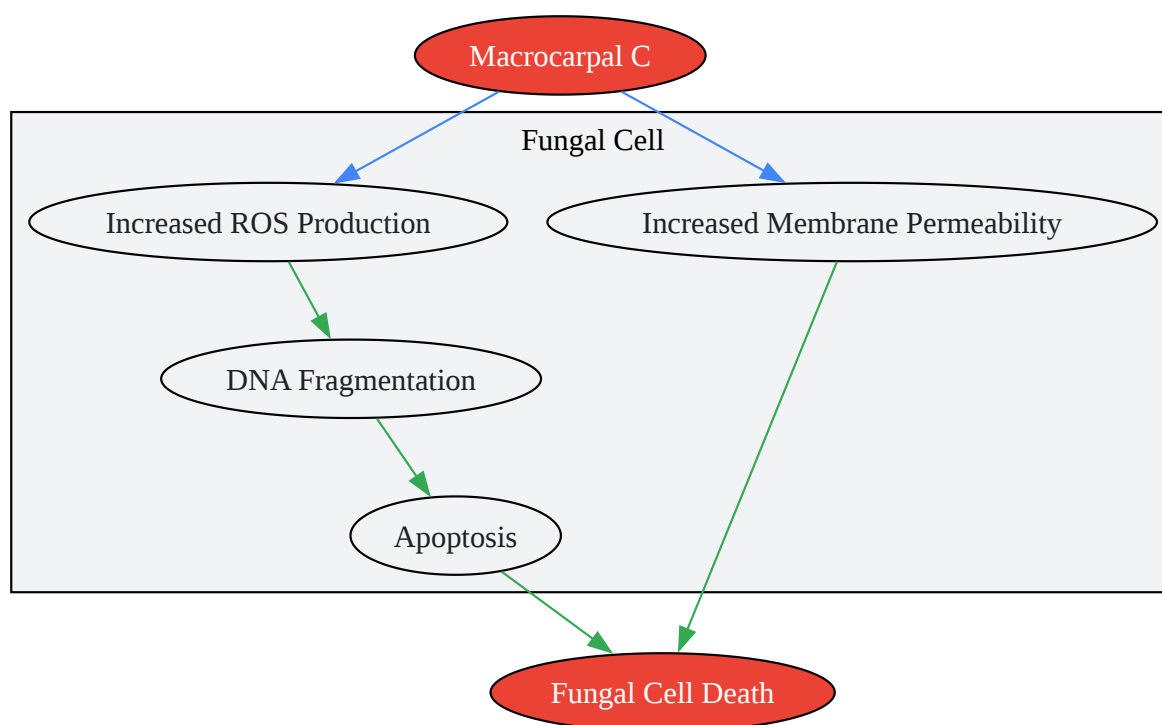 Macrocarpal C
Fungal Cell
Increased ROS Production
Increased Membrane Permeability
DNA Fragmentation
Apoptosis
Fungal Cell Death